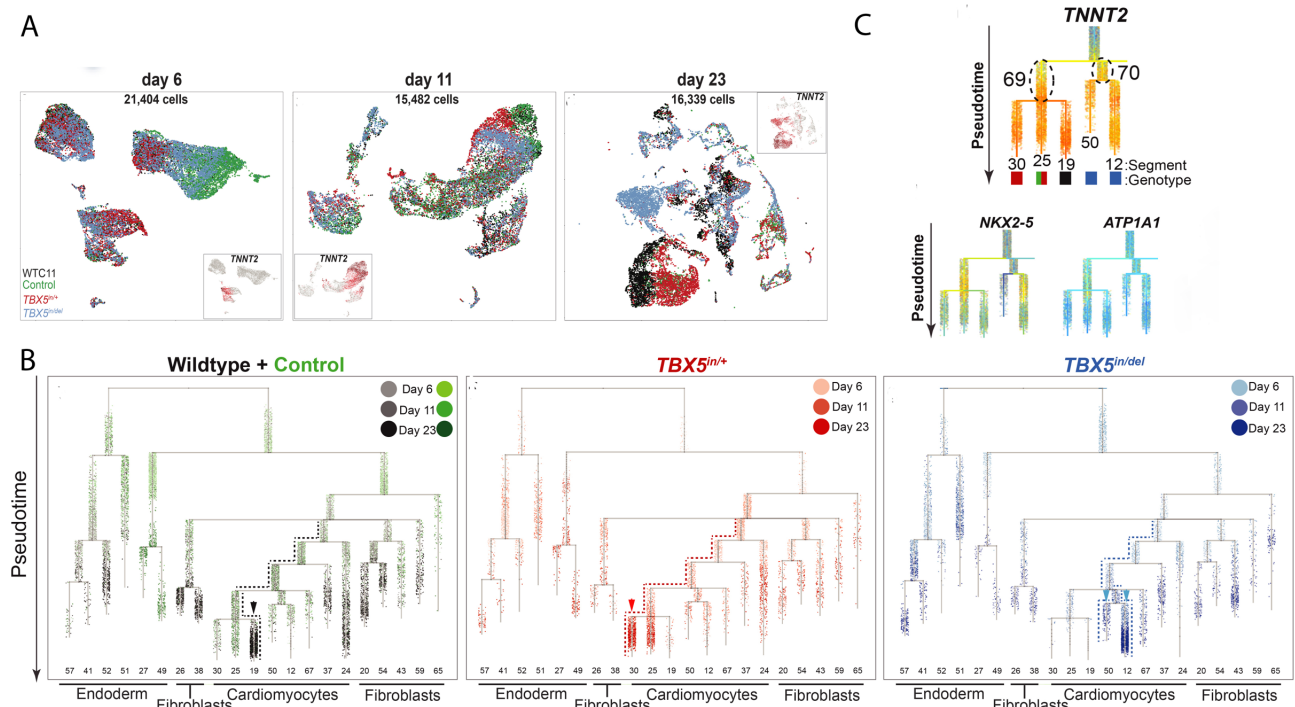 A
day 6
21,404 cells
TNNT2
WTC11
Control
TBX5in/+
TBX5in/del
day 11
15,482 cells
TNNT2
day 23
16,339 cells
TNNT2
C
TNNT2
Pseudotime
69
70
50
30 25 19 12 :Segment
:Genotype
NKX2-5
ATP1A1
Pseudotime
B
Pseudotime
Wildtype + Control
Day 6
Day 11
Day 23
57 41 52 51 27 49 26 38 30 25 19 50 12 67 37 24 20 54 43 59 65
Endoderm
Fibroblasts
Cardiomyocytes
Fibroblasts
TBX5in/+
Day 6
Day 11
Day 23
57 41 52 51 27 49 26 38 30 25 19 50 12 67 37 24 20 54 43 59 65
Endoderm
Fibroblasts
Cardiomyocytes
Fibroblasts
TBX5in/del
Day 6
Day 11
Day 23
57 41 52 51 27 49 26 38 30 25 19 50 12 67 37 24 20 54 43 59 65
Endoderm
Fibroblasts
Cardiomyocytes
Fibroblasts